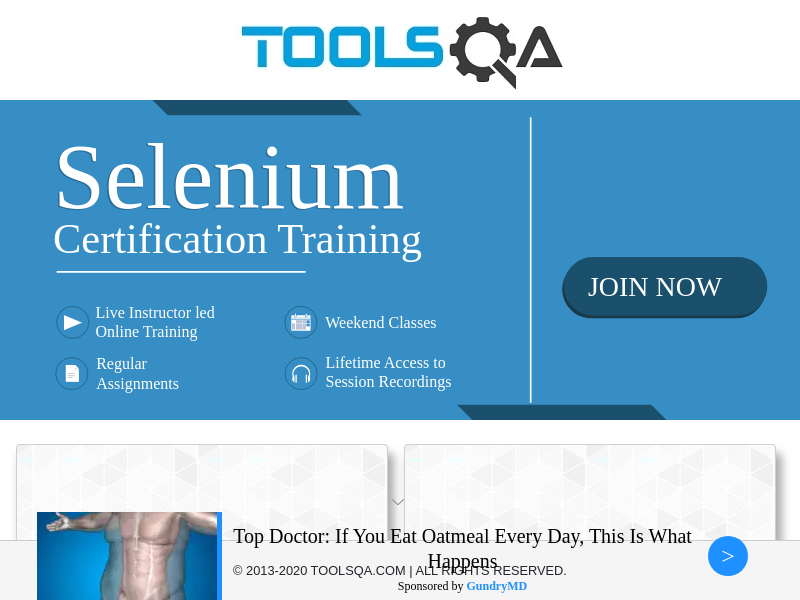 TOOLSQA
Selenium
Certification Training
Live Instructor led
Online Training
Weekend Classes
Regular
Assignments
Lifetime Access to
Session Recordings
JOIN NOW
Top Doctor: If You Eat Oatmeal Every Day, This Is What
Happens
© 2013-2020 TOOLSQA.COM | ALL RIGHTS RESERVED.
Sponsored by GundryMD
>